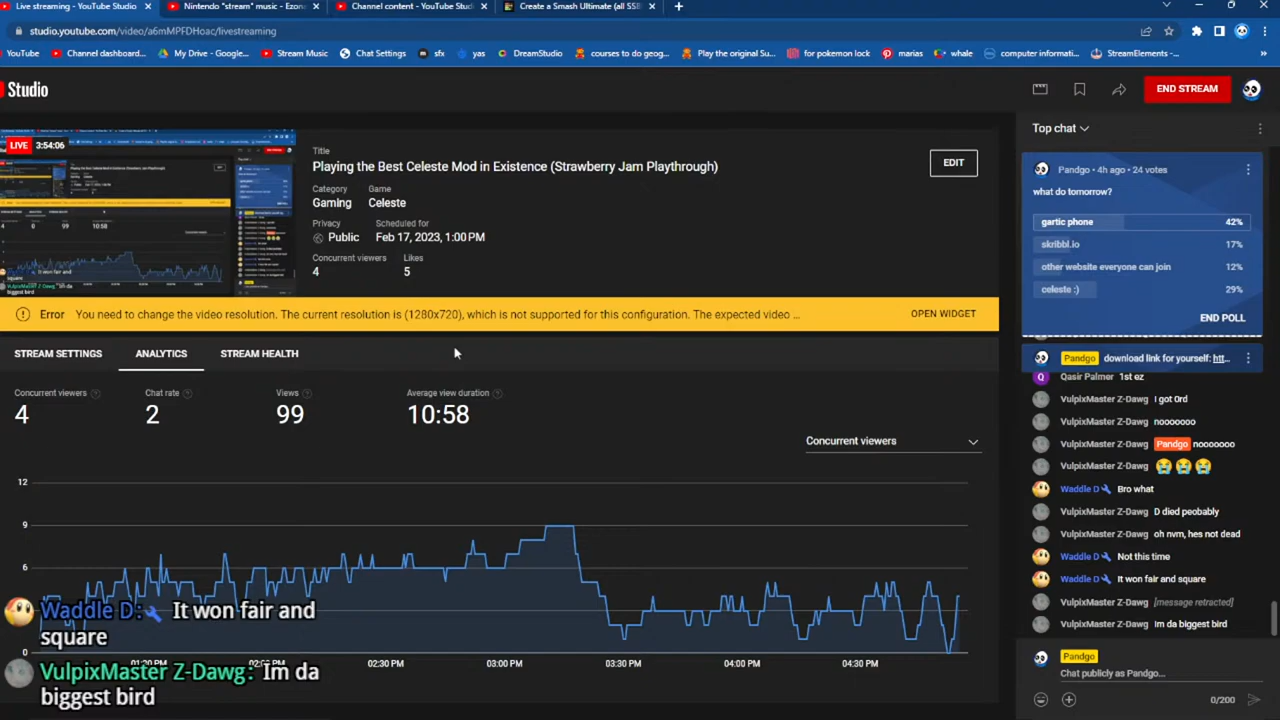 Live streaming - YouTube Studio
Nintendo "stream" music - Ezona
Channel content - YouTube Studi
Create a Smash Ultimate (all SSB
studio.youtube.com/video/a6mMPFDHoac/livestreaming
YouTube
Channel dashboard...
My Drive - Google...
Stream Music
Chat Settings
sfx
yas
DreamStudio
courses to do geog...
Play the original Su...
for pokemon lock
marias
whale
computer informati...
StreamElements -...
Studio
END STREAM
LIVE 3:54:06
Title
Playing the Best Celeste Mod in Existence (Strawberry Jam Playthrough)
EDIT
Category Game
Gaming Celeste
Privacy Scheduled for
Public Feb 17, 2023, 1:00 PM
Concurrent viewers Likes
4 5
Error You need to change the video resolution. The current resolution is (1280x720), which is not supported for this configuration. The expected video ...
OPEN WIDGET
STREAM SETTINGS ANALYTICS STREAM HEALTH
Concurrent viewers Chat rate Views Average view duration
4 2 99 10:58
Concurrent viewers
12
9
6
0
02:30 PM 03:00 PM 03:30 PM 04:00 PM 04:30 PM
Waddle D: It won fair and
square
VulpixMaster Z-Dawg: Im da
biggest bird
Top chat
Pandgo • 4h ago • 24 votes
what do tomorrow?
gartic phone 42%
skribbl.io 17%
other website everyone can join 12%
celeste :) 29%
END POLL
Pandgo download link for yourself: htt...
Q Qasir Palmer 1st ez
VulpixMaster Z-Dawg I got 0rd
VulpixMaster Z-Dawg nooooooo
VulpixMaster Z-Dawg Pandgo nooooooo
VulpixMaster Z-Dawg 😭😭😭
Waddle D Bro what
VulpixMaster Z-Dawg D died peobably
VulpixMaster Z-Dawg oh nvm, hes not dead
Waddle D Not this time
Waddle D It won fair and square
VulpixMaster Z-Dawg [message retracted]
VulpixMaster Z-Dawg Im da biggest bird
Pandgo
Chat publicly as Pandgo...
0/200